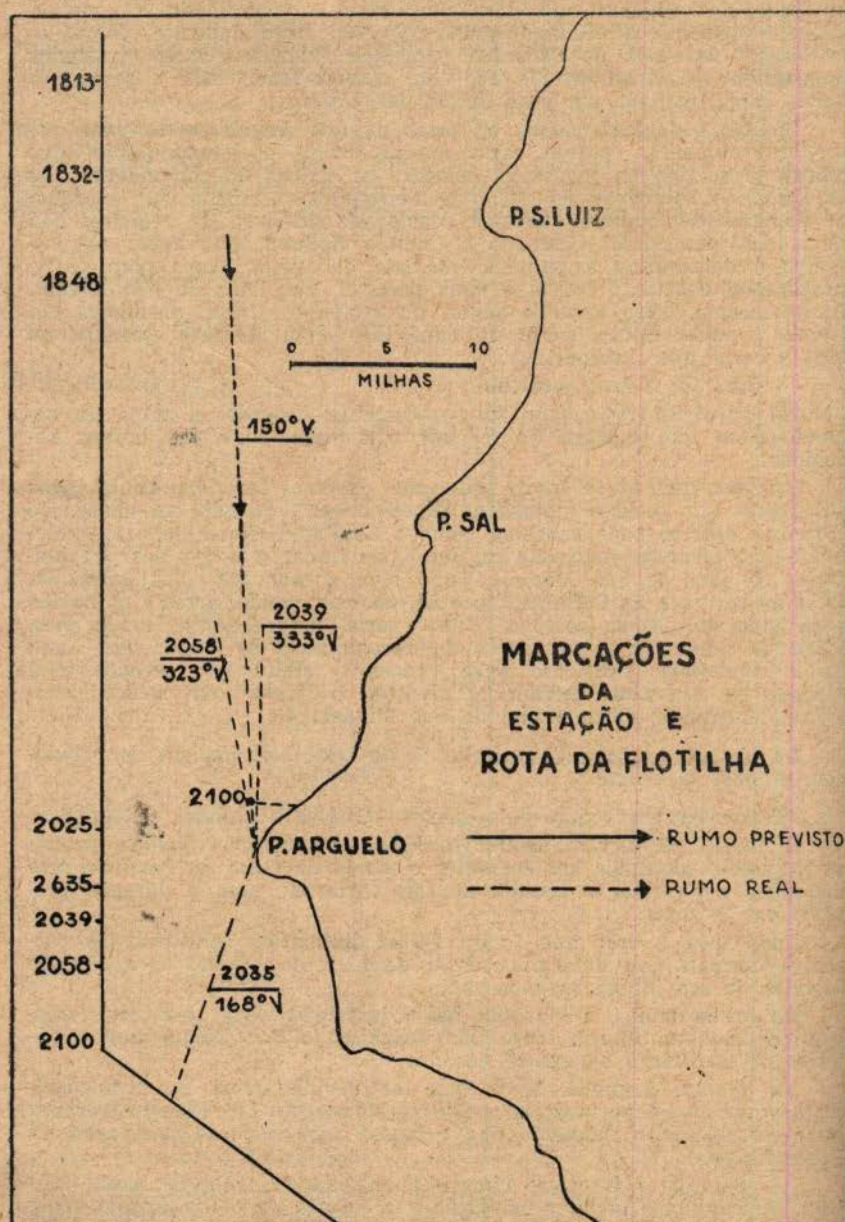 1813
1832
P. S. LUIZ
1848
0 5 10
MILHAS
150° V
P. SAL
2039
333° V
2058
323° V
MARCAÇÕES
DA
ESTAÇÃO E
ROTA DA FLOTILHA
2100
2025
P. ARGUELO
RUMO PREVISTO
2635
RUMO REAL
2039
2058
2035
168° V
2100